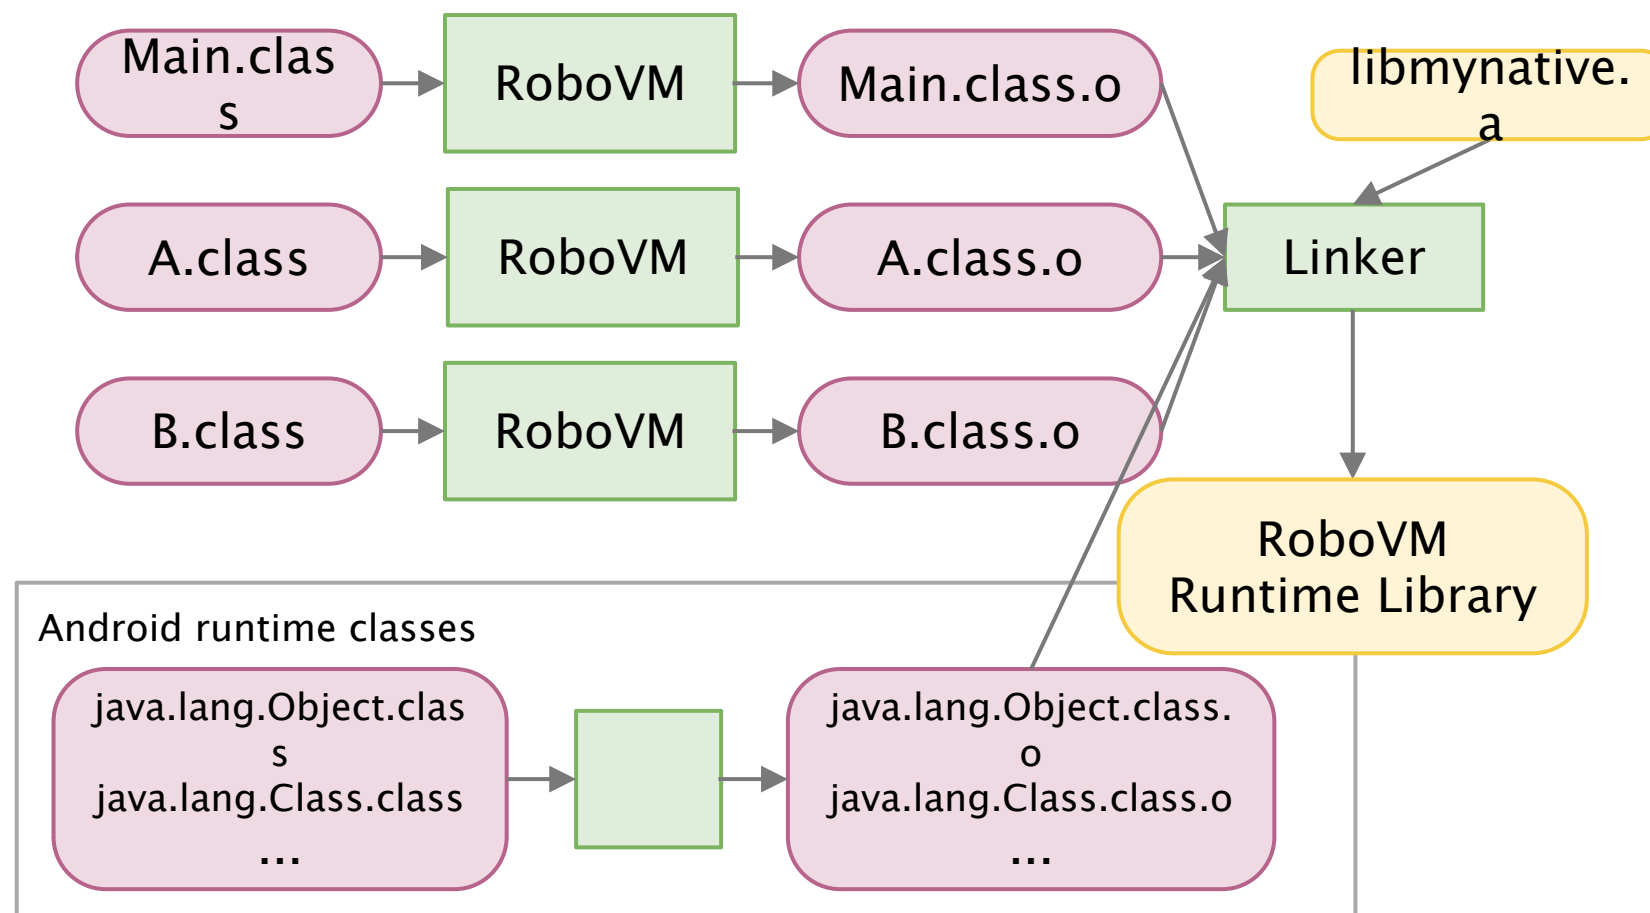 Main.clas
s
RoboVM
Main.class.o
libmynative.
a
A.class
RoboVM
A.class.o
Linker
B.class
RoboVM
B.class.o
RoboVM
Runtime Library
Android runtime classes
java.lang.Object.clas
s
java.lang.Class.class
...
java.lang.Object.class.
o
java.lang.Class.class.o
...